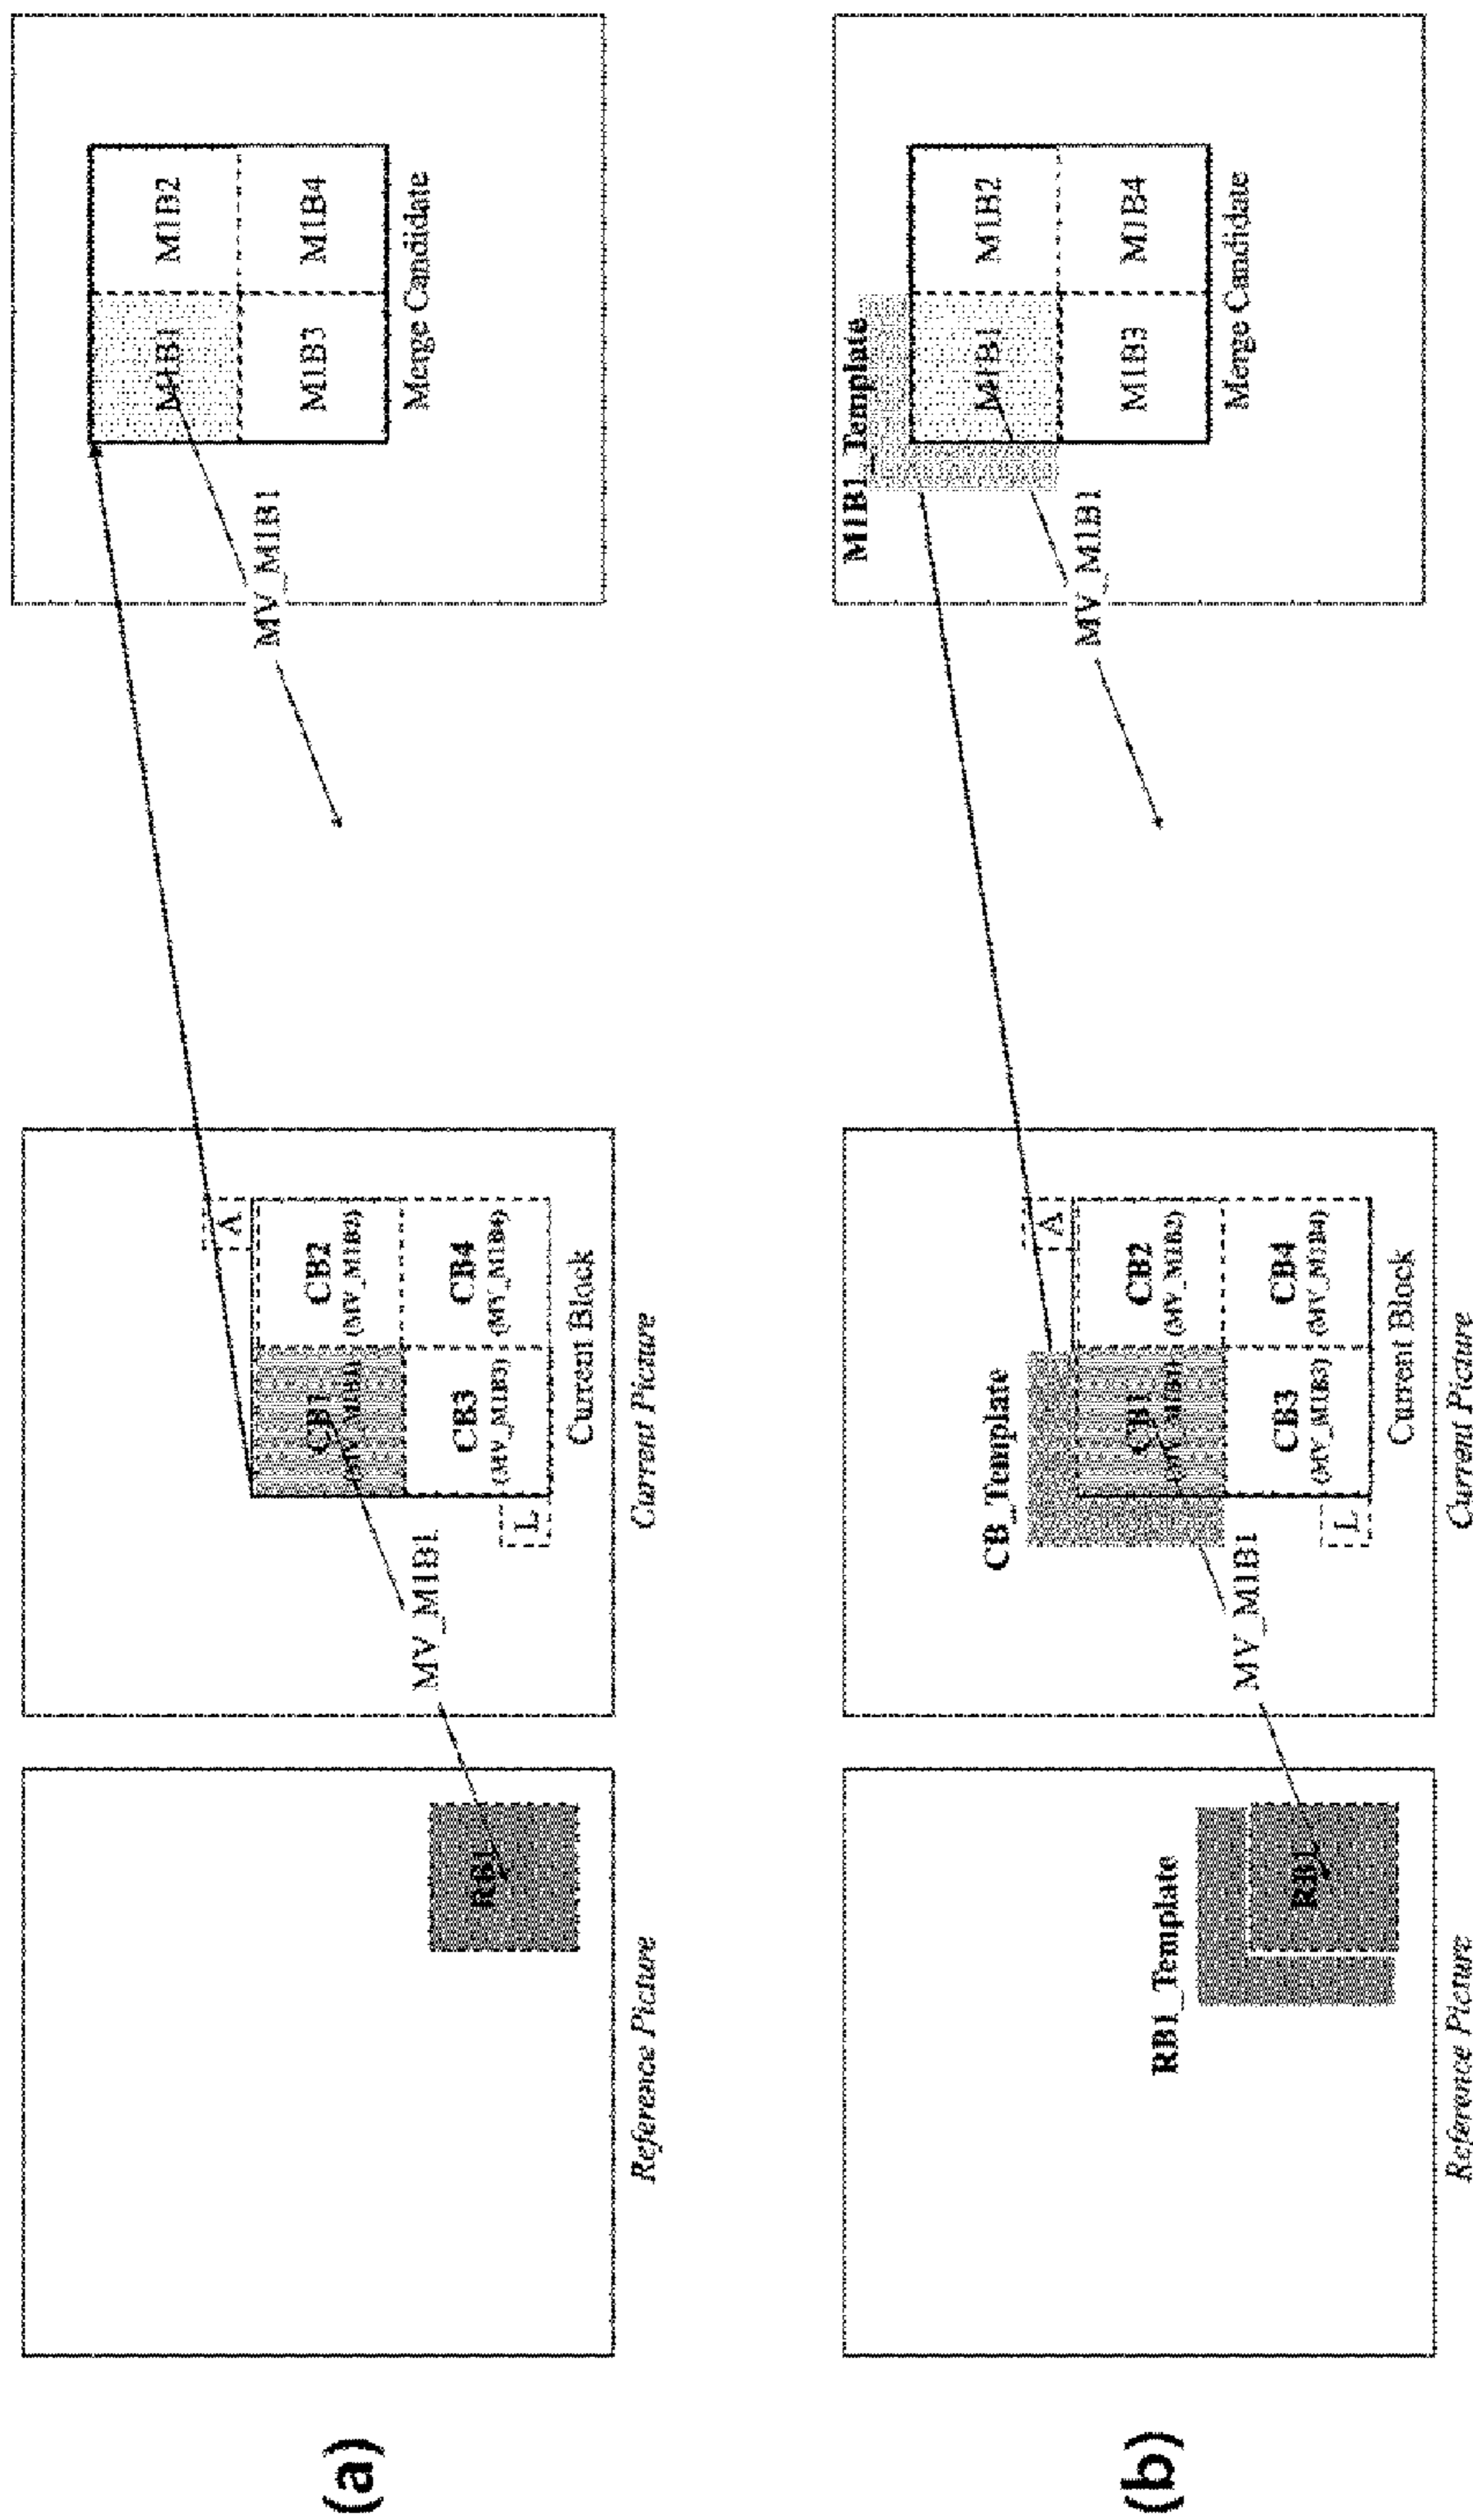 (a)
RB1
Reference Picture
MV_M1B1
A
CB1
(MV_M1B1)
CB2
(MV_M1B2)
CB3
(MV_M1B3)
CB4
(MV_M1B4)
L
Current Block
Current Picture
MV_M1B1
M1B1
M1B2
M1B3
M1B4
Merge Candidate
(b)
RB1_Template
RB1
Reference Picture
MV_M1B1
CB_Template
A
CB1
(MV_M1B1)
CB2
(MV_M1B2)
CB3
(MV_M1B3)
CB4
(MV_M1B4)
L
Current Block
Current Picture
MV_M1B1
M1B1_Template
M1B1
M1B2
M1B3
M1B4
Merge Candidate